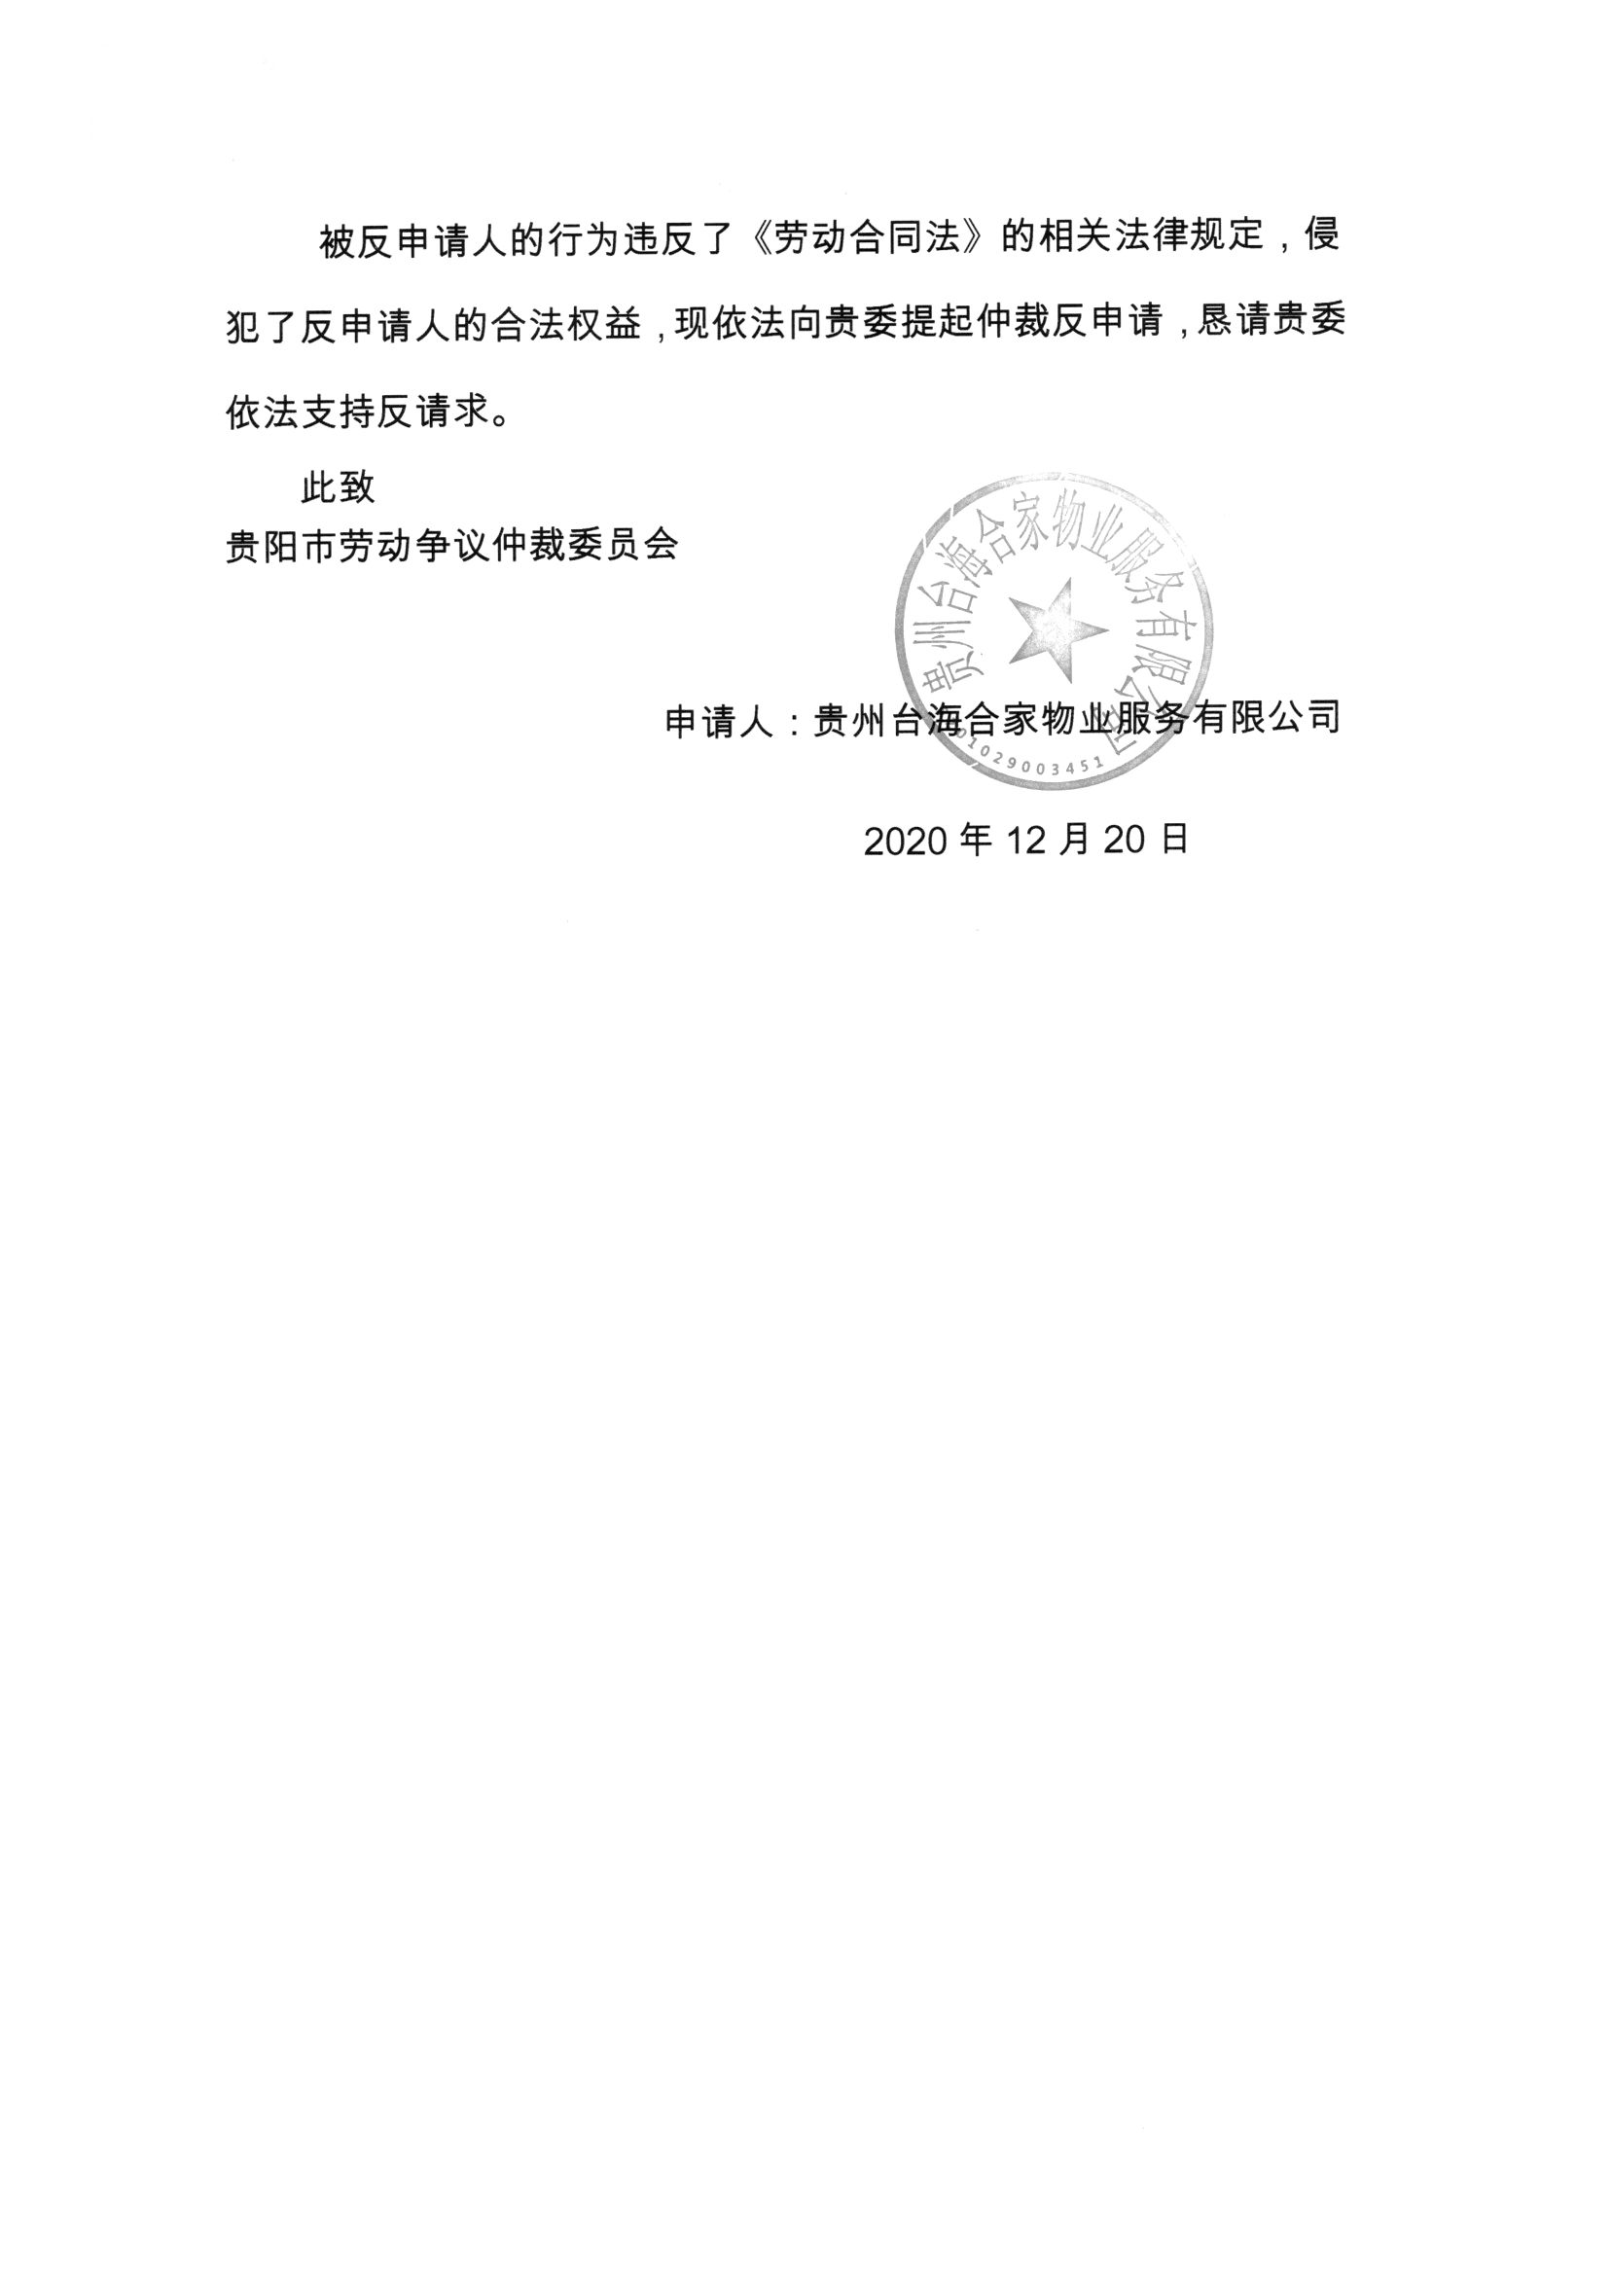 被反申请人的行为违反了《劳动合同法》的相关法律规定，侵
犯了反申请人的合法权益，现依法向贵委提起仲裁反申请，恳请贵委
依法支持反请求。
此致
贵阳市劳动争议仲裁委员会
贵州台海合家物业服务有限公司
申请人：贵州台海合家物业服务有限公司
01029003451
2020 年 12 月 20 日